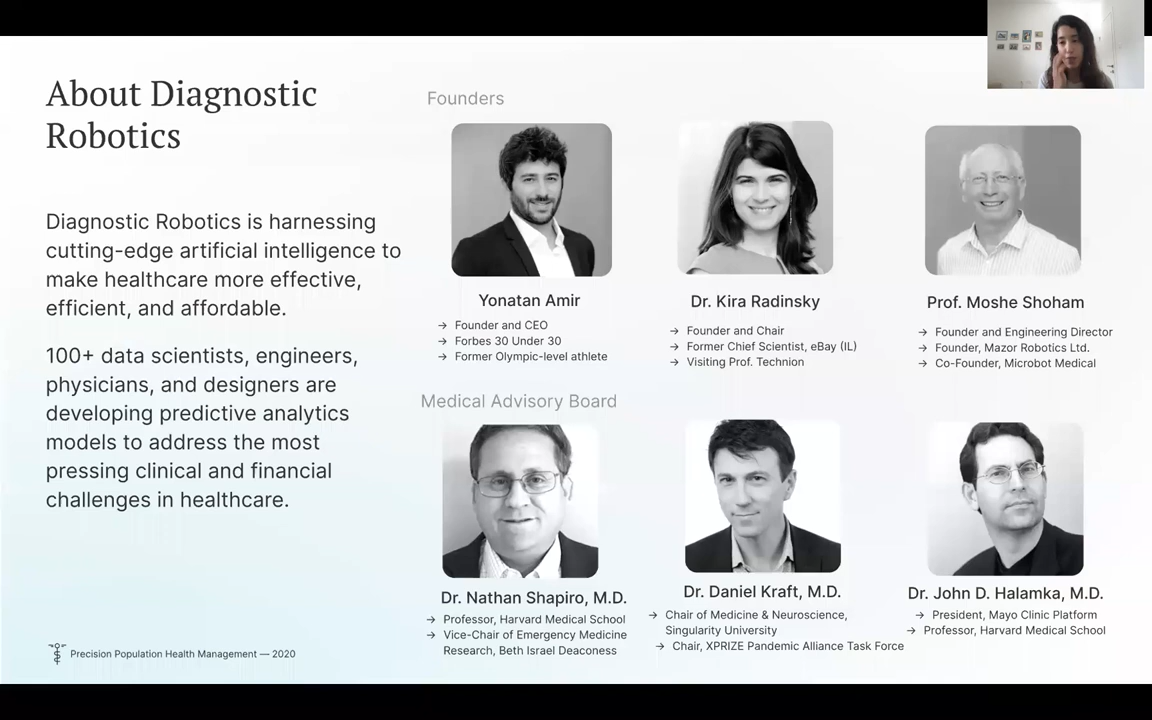 About Diagnostic
Robotics
Diagnostic Robotics is harnessing
cutting-edge artificial intelligence to
make healthcare more effective,
efficient, and affordable.
100+ data scientists, engineers,
physicians, and designers are
developing predictive analytics
models to address the most
pressing clinical and financial
challenges in healthcare.
Founders
Yonatan Amir
→ Founder and CEO
→ Forbes 30 Under 30
→ Former Olympic-level athlete
Dr. Kira Radinsky
→ Founder and Chair
→ Former Chief Scientist, eBay (IL)
→ Visiting Prof. Technion
Prof. Moshe Shoham
→ Founder and Engineering Director
→ Founder, Mazor Robotics Ltd.
→ Co-Founder, Microbot Medical
Medical Advisory Board
Dr. Nathan Shapiro, M.D.
→ Professor, Harvard Medical School
→ Vice-Chair of Emergency Medicine
Research, Beth Israel Deaconess
Dr. Daniel Kraft, M.D.
→ Chair of Medicine & Neuroscience,
Singularity University
→ Chair, XPRIZE Pandemic Alliance Task Force
Dr. John D. Halamka, M.D.
→ President, Mayo Clinic Platform
→ Professor, Harvard Medical School
Precision Population Health Management — 2020